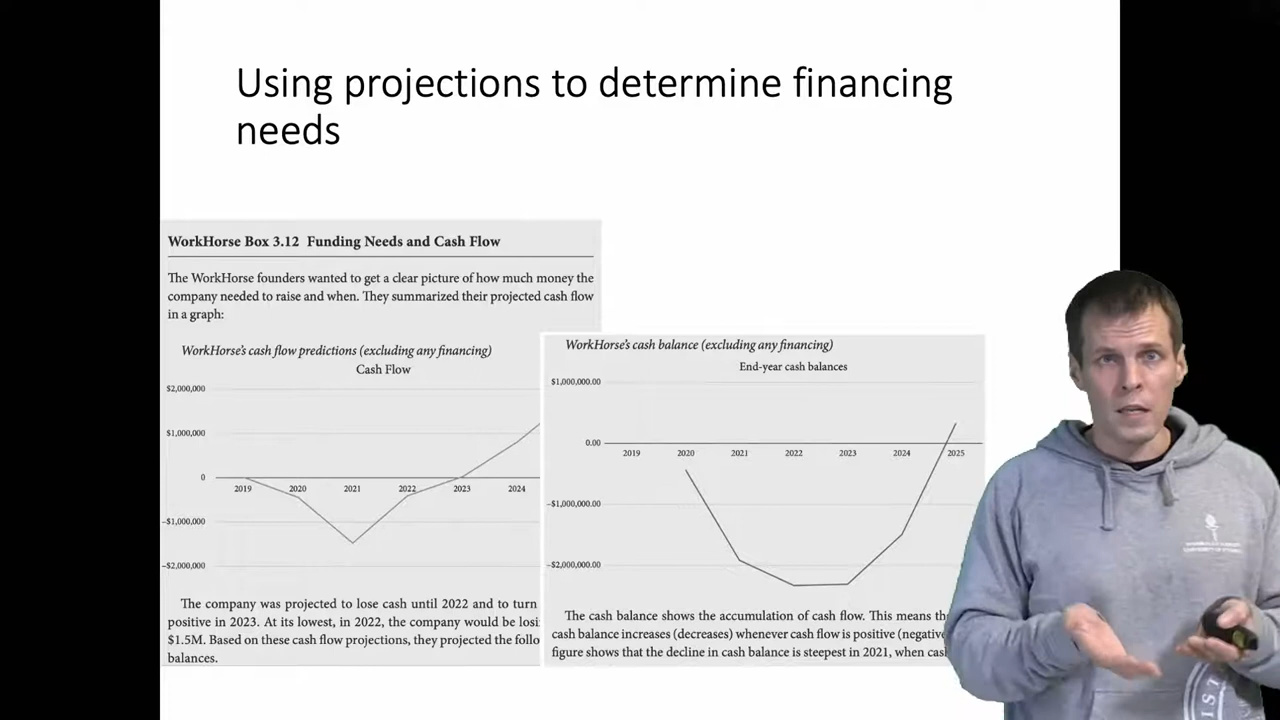 Using projections to determine financing
needs
WorkHorse Box 3.12 Funding Needs and Cash Flow
The WorkHorse founders wanted to get a clear picture of how much money the
company needed to raise and when. They summarized their projected cash flow
in a graph:
WorkHorse's cash flow predictions (excluding any financing)
Cash Flow
$2,000,000
$1,000,000
0
2019 2020 2021 2022 2023 2024
–$1,000,000
–$2,000,000
The company was projected to lose cash until 2022 and to turn
positive in 2023. At its lowest, in 2022, the company would be losi
$1.5M. Based on these cash flow projections, they projected the follo
balances.
WorkHorse's cash balance (excluding any financing)
End-year cash balances
$1,000,000.00
0.00
2019 2020 2021 2022 2023 2024 2025
–$1,000,000.00
–$2,000,000.00
The cash balance shows the accumulation of cash flow. This means th
cash balance increases (decreases) whenever cash flow is positive (negative
figure shows that the decline in cash balance is steepest in 2021, when cas